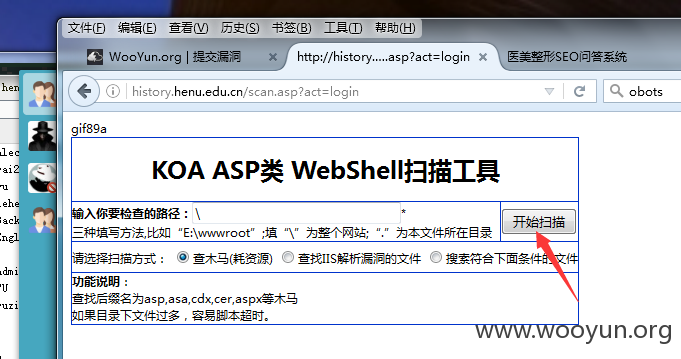 文件(F) 编辑(E) 查看(V) 历史(S) 书签(B) 工具(T) 帮助(H)
WooYun.org | 提交漏洞 × http://history.....asp?act=login × 医美整形SEO问答系统
history.henu.edu.cn/scan.asp?act=login obots
gif89a
KOA ASP类 WebShell扫描工具
输入你要检查的路径： \ *
开始扫描
三种填写方法,比如“E:\wwwroot”;填“\”为整个网站;“.”为本文件所在目录
请选择扫描方式： 查木马(耗资源) 查找IIS解析漏洞的文件 搜索符合下面条件的文件
功能说明：
查找后缀名为asp,asa,cdx,cer,aspx等木马
如果目录下文件过多，容易脚本超时。
www.wooyun.org